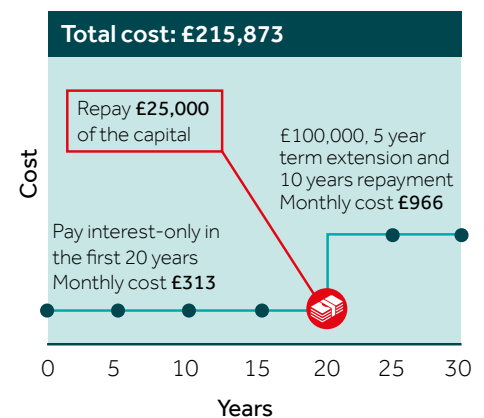 Total cost: £215,873
Repay £25,000
of the capital
£100,000, 5 year
term extension and
10 years repayment
Monthly cost £966
Pay interest-only in
the first 20 years
Monthly cost £313
Cost
0 5 10 15 20 25 30
Years